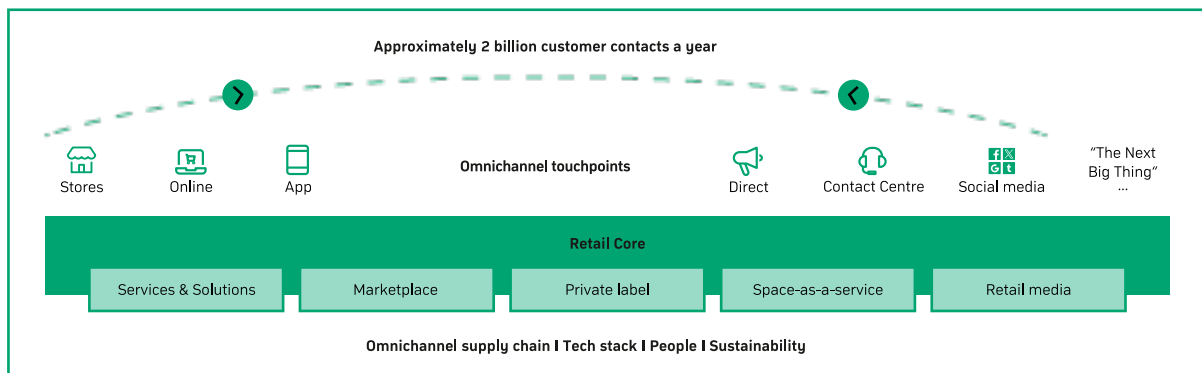 Approximately 2 billion customer contacts a year
Stores
Online
App
Omnichannel touchpoints
Direct
Contact Centre
f X
G t
Social media
"The Next
Big Thing"
...
Retail Core
Services & Solutions
Marketplace
Private label
Space-as-a-service
Retail media
Omnichannel supply chain I Tech stack I People I Sustainability